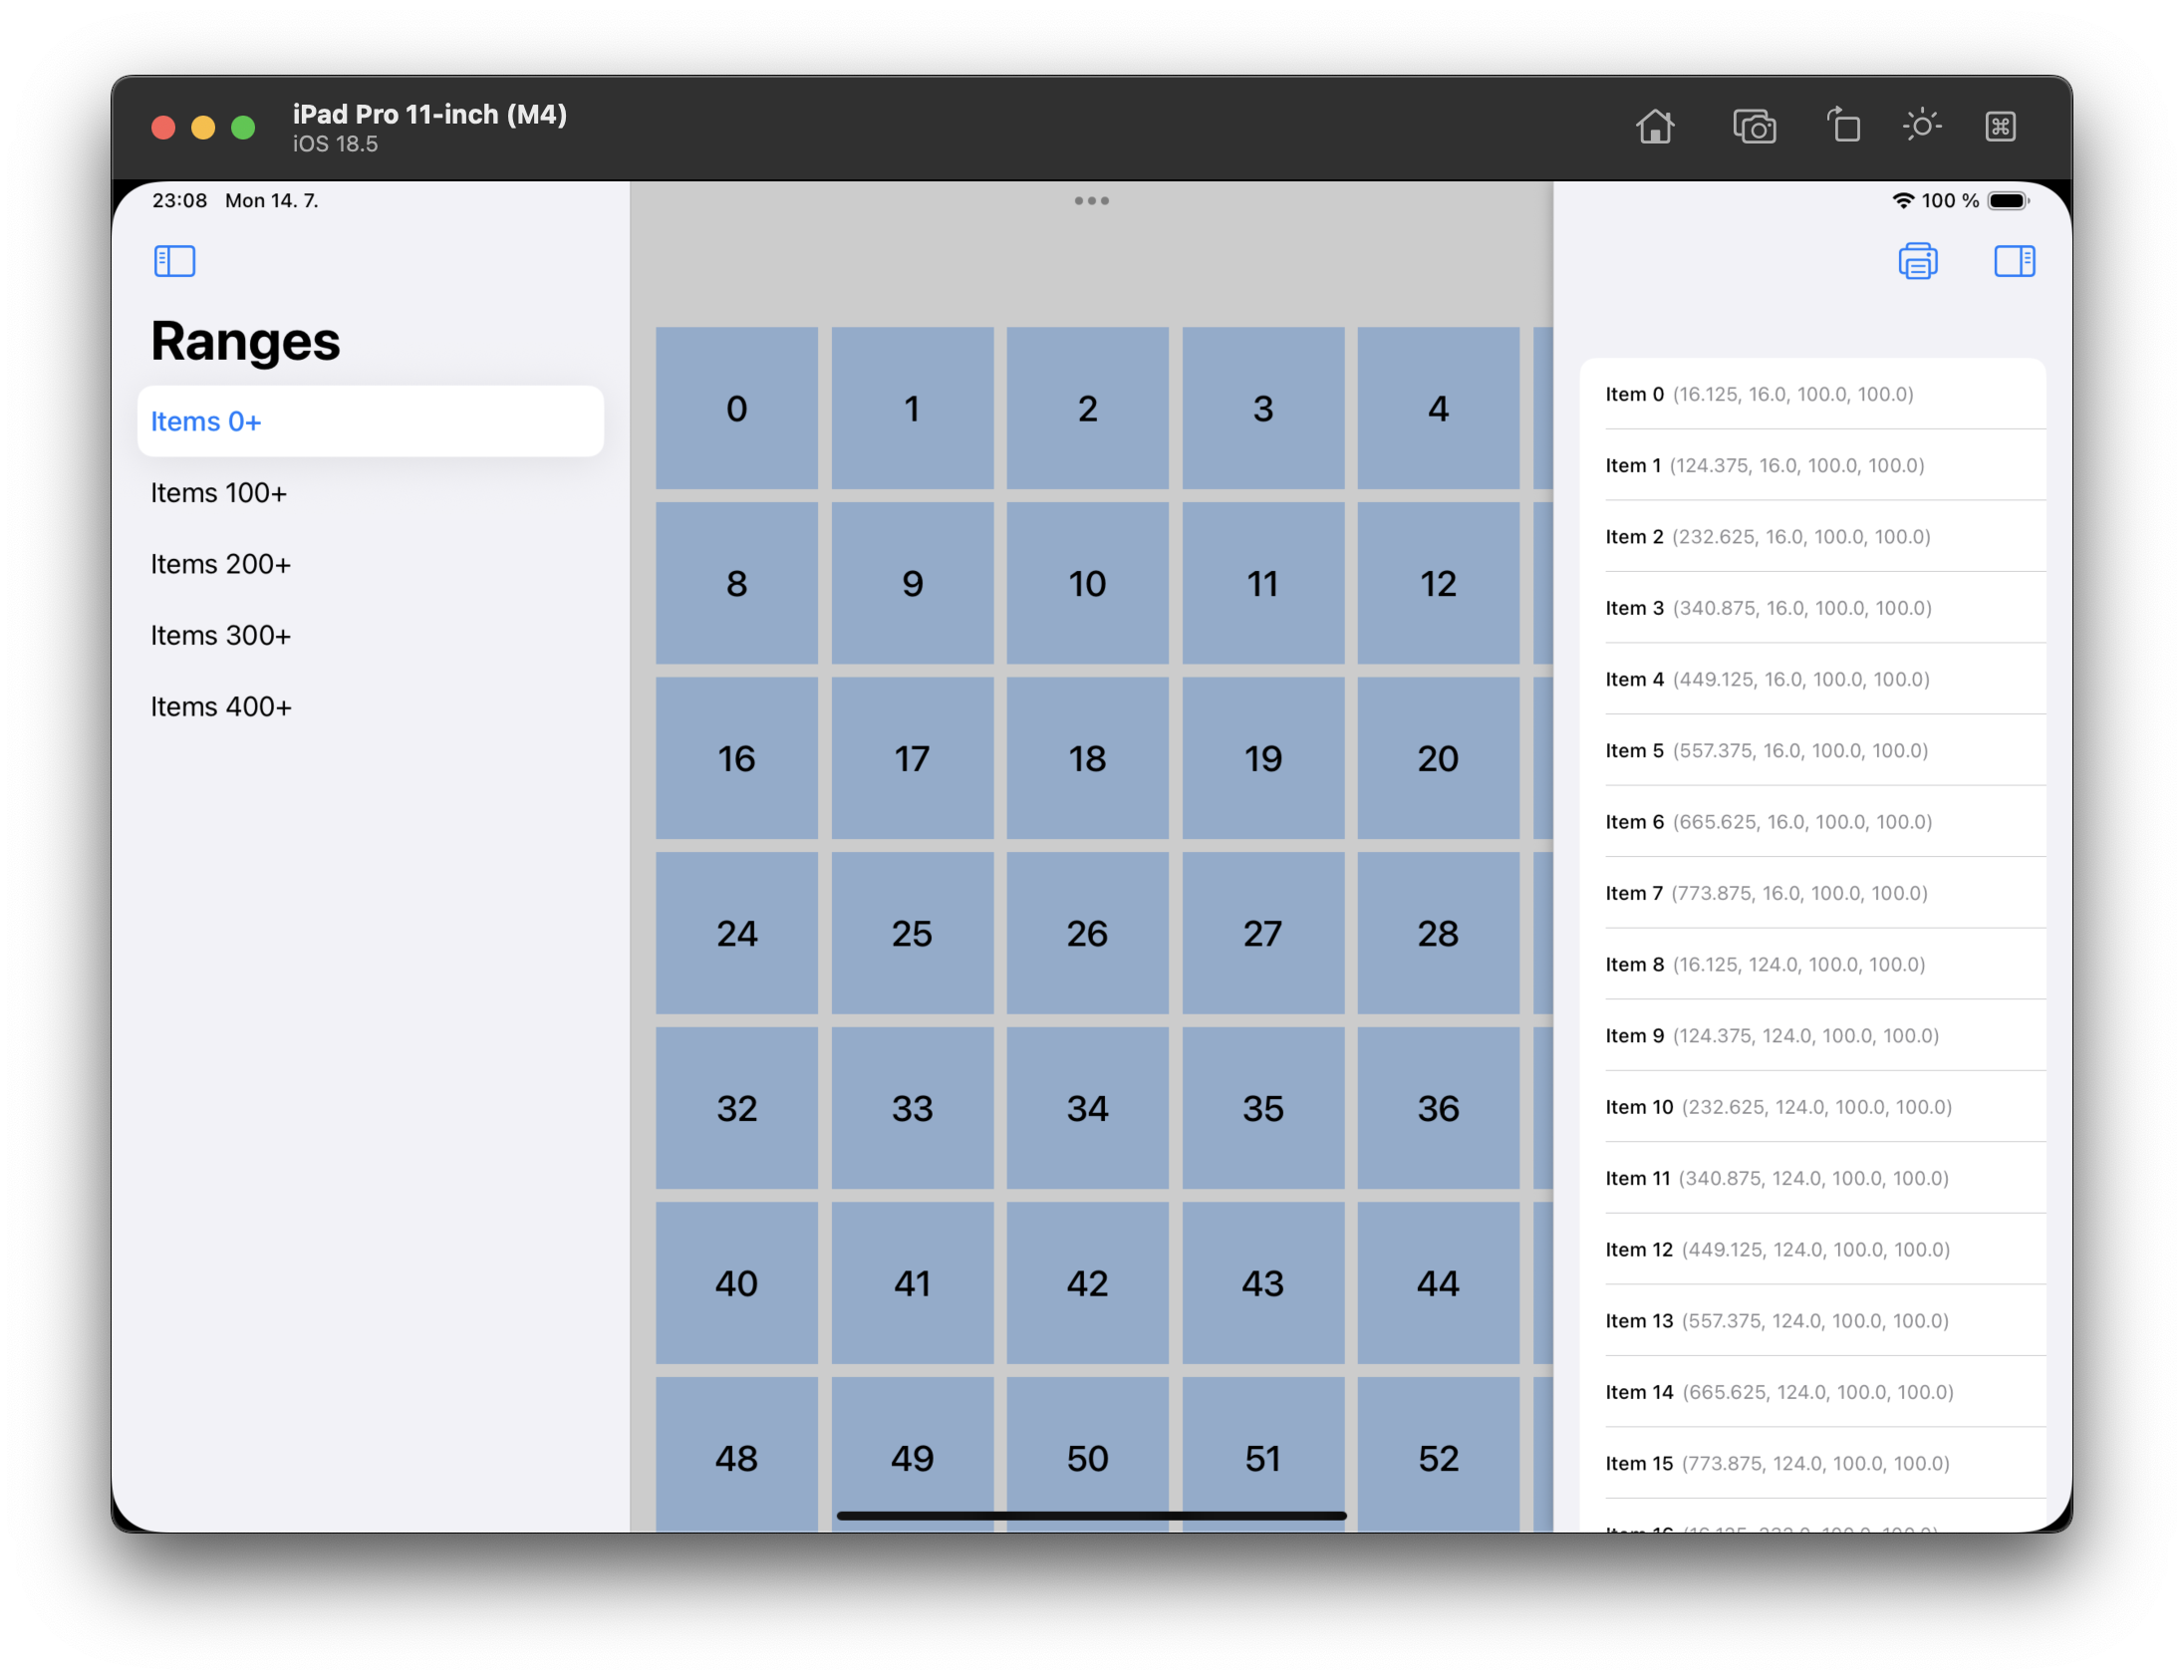 iPad Pro 11-inch (M4)
iOS 18.5
23:08 Mon 14. 7.
100 %
Ranges
Items 0+
Items 100+
Items 200+
Items 300+
Items 400+
0 1 2 3 4
8 9 10 11 12
16 17 18 19 20
24 25 26 27 28
32 33 34 35 36
40 41 42 43 44
48 49 50 51 52
Item 0 (16.125, 16.0, 100.0, 100.0)
Item 1 (124.375, 16.0, 100.0, 100.0)
Item 2 (232.625, 16.0, 100.0, 100.0)
Item 3 (340.875, 16.0, 100.0, 100.0)
Item 4 (449.125, 16.0, 100.0, 100.0)
Item 5 (557.375, 16.0, 100.0, 100.0)
Item 6 (665.625, 16.0, 100.0, 100.0)
Item 7 (773.875, 16.0, 100.0, 100.0)
Item 8 (16.125, 124.0, 100.0, 100.0)
Item 9 (124.375, 124.0, 100.0, 100.0)
Item 10 (232.625, 124.0, 100.0, 100.0)
Item 11 (340.875, 124.0, 100.0, 100.0)
Item 12 (449.125, 124.0, 100.0, 100.0)
Item 13 (557.375, 124.0, 100.0, 100.0)
Item 14 (665.625, 124.0, 100.0, 100.0)
Item 15 (773.875, 124.0, 100.0, 100.0)